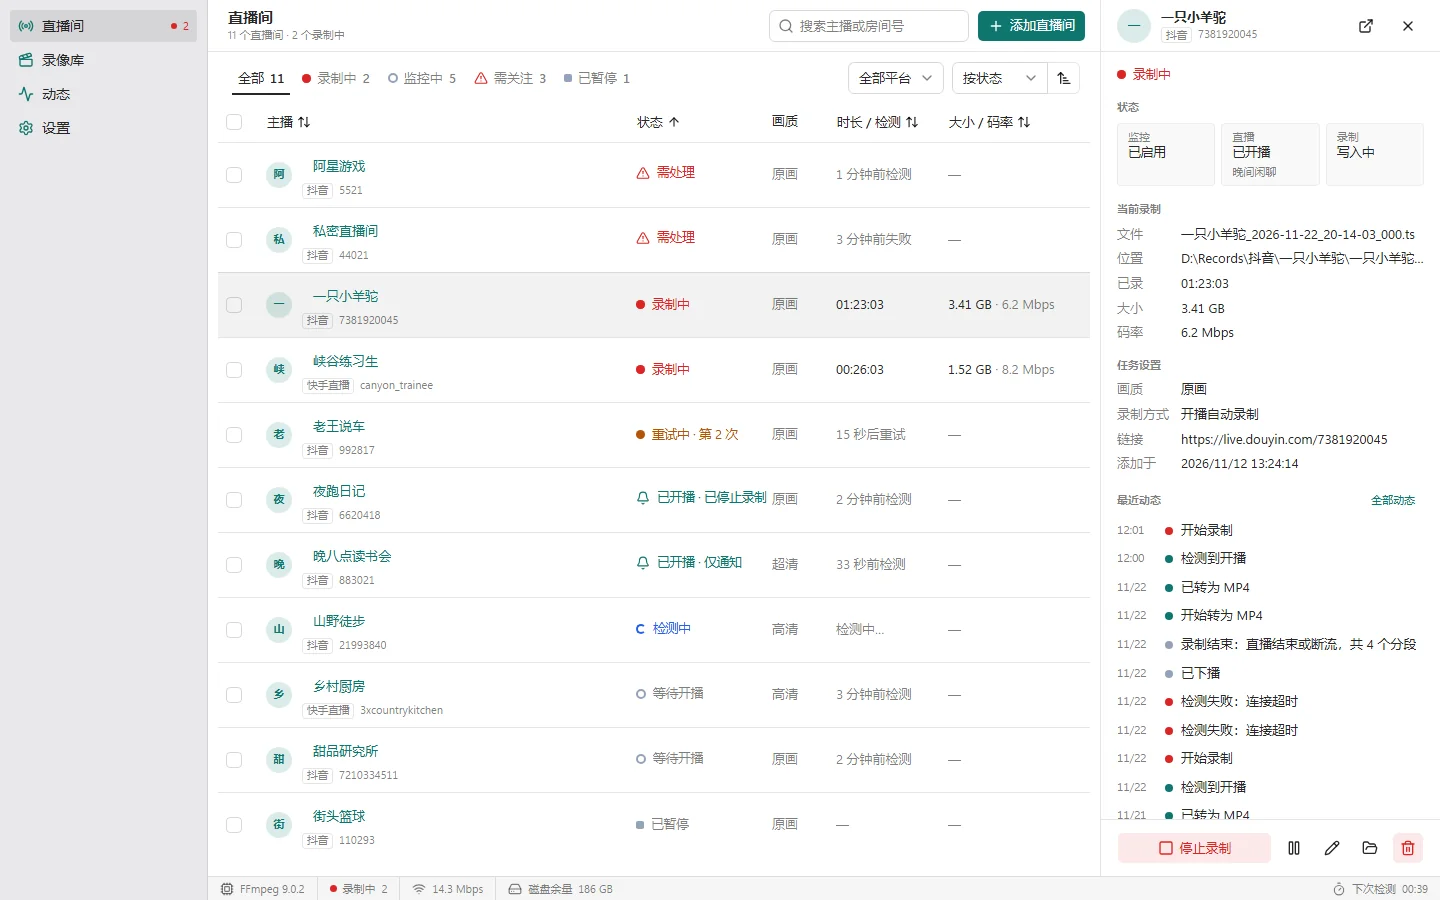 直播间
2
录像库
动态
设置
直播间
11 个直播间 · 2 个录制中
搜索主播或房间号
添加直播间
全部 11
录制中 2
监控中 5
需关注 3
已暂停 1
全部平台
按状态
主播
状态
画质
时长 / 检测
大小 / 码率
阿
阿星游戏
抖音 5521
需处理
原画
1 分钟前检测
—
私
私密直播间
抖音 44021
需处理
原画
3 分钟前失败
—
一
一只小羊驼
抖音 7381920045
录制中
原画
01:23:03
3.41 GB · 6.2 Mbps
峡
峡谷练习生
快手直播 canyon_trainee
录制中
原画
00:26:03
1.52 GB · 8.2 Mbps
老
老王说车
抖音 992817
重试中 · 第 2 次
原画
15 秒后重试
—
夜
夜跑日记
抖音 6620418
已开播 · 已停止录制
原画
2 分钟前检测
—
晚
晚八点读书会
抖音 883021
已开播 · 仅通知
超清
33 秒前检测
—
山
山野徒步
抖音 21993840
检测中
高清
检测中...
—
乡
乡村厨房
快手直播 3xcountrykitchen
等待开播
高清
3 分钟前检测
—
甜
甜品研究所
抖音 7210334511
等待开播
原画
2 分钟前检测
—
街
街头篮球
抖音 110293
已暂停
原画
—
—
一
一只小羊驼
抖音 7381920045
录制中
状态
监控
已启用
直播
已开播
晚间闲聊
录制
写入中
当前录制
文件 一只小羊驼_2026-11-22_20-14-03_000.ts
位置 D:\Records\抖音\一只小羊驼\一只小羊驼...
已录 01:23:03
大小 3.41 GB
码率 6.2 Mbps
任务设置
画质 原画
录制方式 开播自动录制
链接 https://live.douyin.com/7381920045
添加于 2026/11/12 13:24:14
最近动态 全部动态
12:01 开始录制
12:00 检测到开播
11/22 已转为 MP4
11/22 开始转为 MP4
11/22 录制结束：直播结束或断流，共 4 个分段
11/22 已下播
11/22 检测失败：连接超时
11/22 检测失败：连接超时
11/22 开始录制
11/22 检测到开播
11/21 已转为 MP4
停止录制
FFmpeg 9.0.2
录制中 2
14.3 Mbps
磁盘余量 186 GB
下次检测 00:39